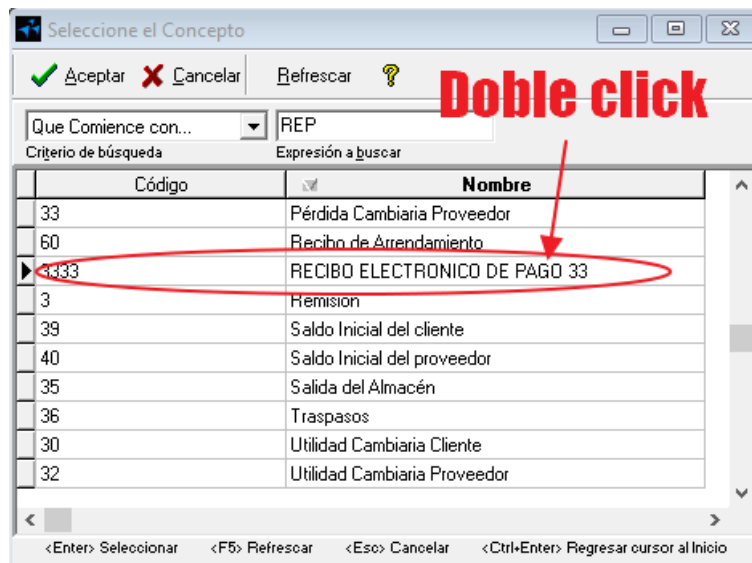 Seleccione el Concepto
Aceptar Cancelar Refrescar
Doble click
Que Comience con... REP
Criterio de búsqueda Expresión a buscar
Código Nombre
33 Pérdida Cambiaria Proveedor
60 Recibo de Arrendamiento
3333 RECIBO ELECTRONICO DE PAGO 33
3 Remisión
39 Saldo Inicial del cliente
40 Saldo Inicial del proveedor
35 Salida del Almacén
36 Traspasos
30 Utilidad Cambiaria Cliente
32 Utilidad Cambiaria Proveedor
<Enter> Seleccionar <F5> Refrescar <Esc> Cancelar <Ctrl+Enter> Regresar cursor al Inicio